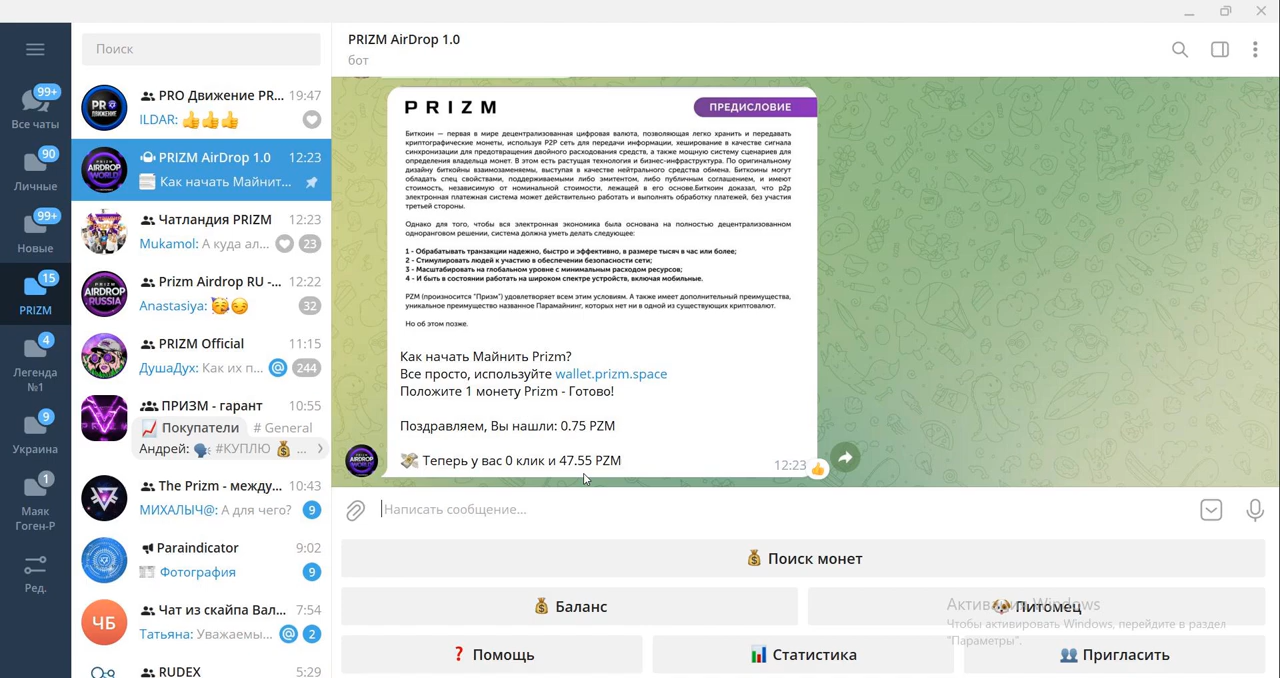 Поиск
99+
Все чаты
90
Личные
99+
Новые
15
PRIZM
4
Легенда
№1
9
Украина
1
Маяк
Гоген-Р
Ред.
PRO Движение PR... 19:47
ILDAR: 👍👍👍
PRIZM AirDrop 1.0 12:23
Как начать Майнит...
Чатландия PRIZM 12:23
Mukamol: А куда ал... 23
Prizm Airdrop RU -... 12:22
Anastasiya: 🥳😏 32
PRIZM Official 11:15
ДушаДух: Как их п... @ 244
ПРИЗМ - гарант 10:55
Покупатели # General
Андрей: 🗣 #КУПЛЮ 💰 ...
The Prizm - между... 10:43
МИХАЛЫЧ@: А для чего? 9
Paraindicator 9:02
Фотография 9
Чат из скайпа Вал... 7:54
Татьяна: Уважаемы... @ 2
ЧБ
RUDEX 5:29
PRIZM AirDrop 1.0
бот
PRIZM
ПРЕДИСЛОВИЕ
Биткоин — первая в мире децентрализованная цифровая валюта, позволяющая легко хранить и передавать
криптографические монеты, используя P2P сеть для передачи информации, хеширование в качестве сигнала
синхронизации для предотвращения двойного расходования средств, а также мощную систему сценариев для
определения владельца монет. В этом есть растущая технология и бизнес-инфраструктура. По оригинальному
дизайну биткойны взаимозаменяемы, выступая в качестве нейтрального средства обмена. Биткоины могут
обладать спец свойствами, поддерживаемыми либо эмитентом, либо публичным соглашением, и имеют
стоимость, независимую от номинальной стоимости, лежащей в его основе.Биткоин доказал, что p2p
электронная платежная система может действительно работать и выполнять обработку платежей, без участия
третьей стороны.
Однако для того, чтобы вся электронная экономика была основана на полностью децентрализованном
одноранговом решении, система должна уметь делать следующее:
1 - Обрабатывать транзакции надежно, быстро и эффективно, в размере тысяч в час или более;
2 - Стимулировать людей к участию в обеспечении безопасности сети;
3 - Масштабировать на глобальном уровне с минимальным расходом ресурсов;
4 - И быть в состоянии работать на широком спектре устройств, включая мобильные.
PZM (произносится "Призм") удовлетворяет всем этим условиям. А также имеет дополнительный преимущества,
уникальное преимущество названное Парамайнинг, которых нет ни в одной из существующих криптовалют.
Но об этом позже.
Как начать Майнить Prizm?
Все просто, используйте wallet.prizm.space
Положите 1 монету Prizm - Готово!
Поздравляем, Вы нашли: 0.75 PZM
💸 Теперь у вас 0 клик и 47.55 PZM
12:23
Написать сообщение...
💰 Поиск монет
💰 Баланс
🐶 Питомец
❓ Помощь
📊 Статистика
👥 Пригласить
Активация Windows
Чтобы активировать Windows, перейдите в раздел
"Параметры".